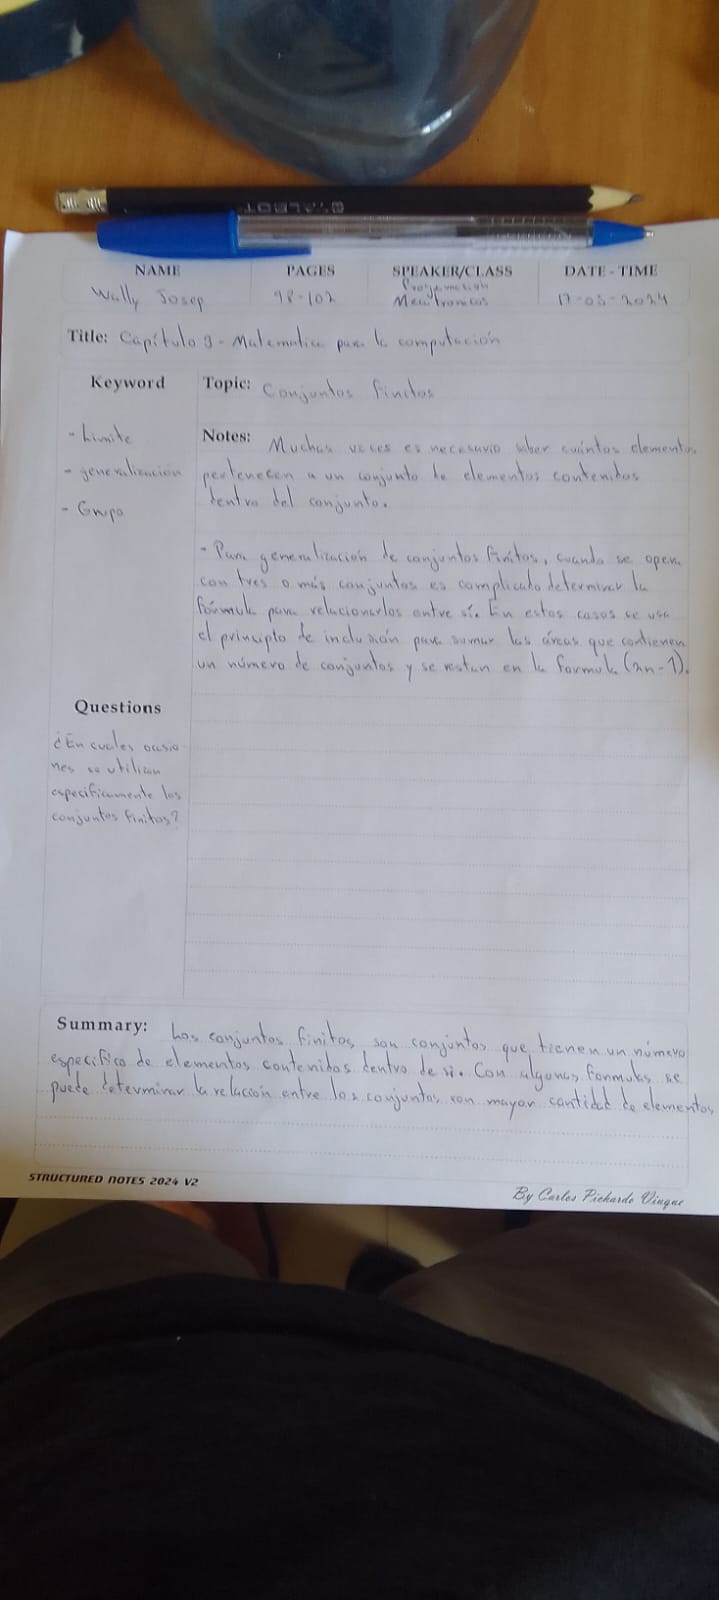 NAME PAGES SPEAKER/CLASS DATE - TIME
Wally Josep 98-102 Programación 17-05-2024
Mecatronicos
Title: Capítulo 3 - Matematica para la computación
Keyword
- Limite
- generalización
- Grupo
Topic: Conjuntos finitos
Notes: Muchas veces es necesario saber cuántos elementos
pertenecen a un conjunto de elementos contenidos
dentro del conjunto.
- Para generalización de conjuntos finitos, cuando se opera
con tres o más conjuntos es complicado determinar la
fórmula para relacionarlos entre sí. En estos casos se usa
el principio de inclusión para sumar las áreas que contienen
un número de conjuntos y se restan en la formula (2n-1).
Questions
¿En cuales ocasio
nes se utilizan
especificamente los
conjuntos finitos?
Summary: Los conjuntos finitos son conjuntos que tienen un número
especifico de elementos contenidos dentro de si. Con algunas formulas se
puede determinar la relación entre los conjuntos con mayor cantidad de elementos
STRUCTURED NOTES 2024 V2
By Carlos Pichardo Viuque